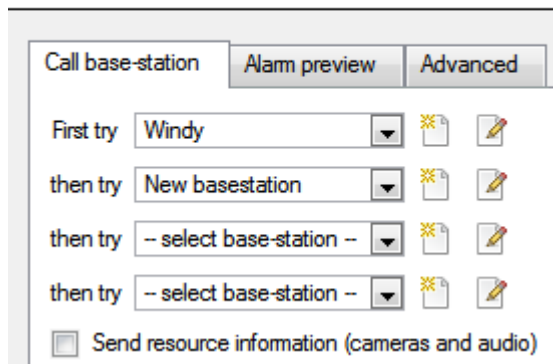 Call base-station Alarm preview Advanced
First try Windy
then try New basestation
then try -- select base-station --
then try -- select base-station --
Send resource information (cameras and audio)